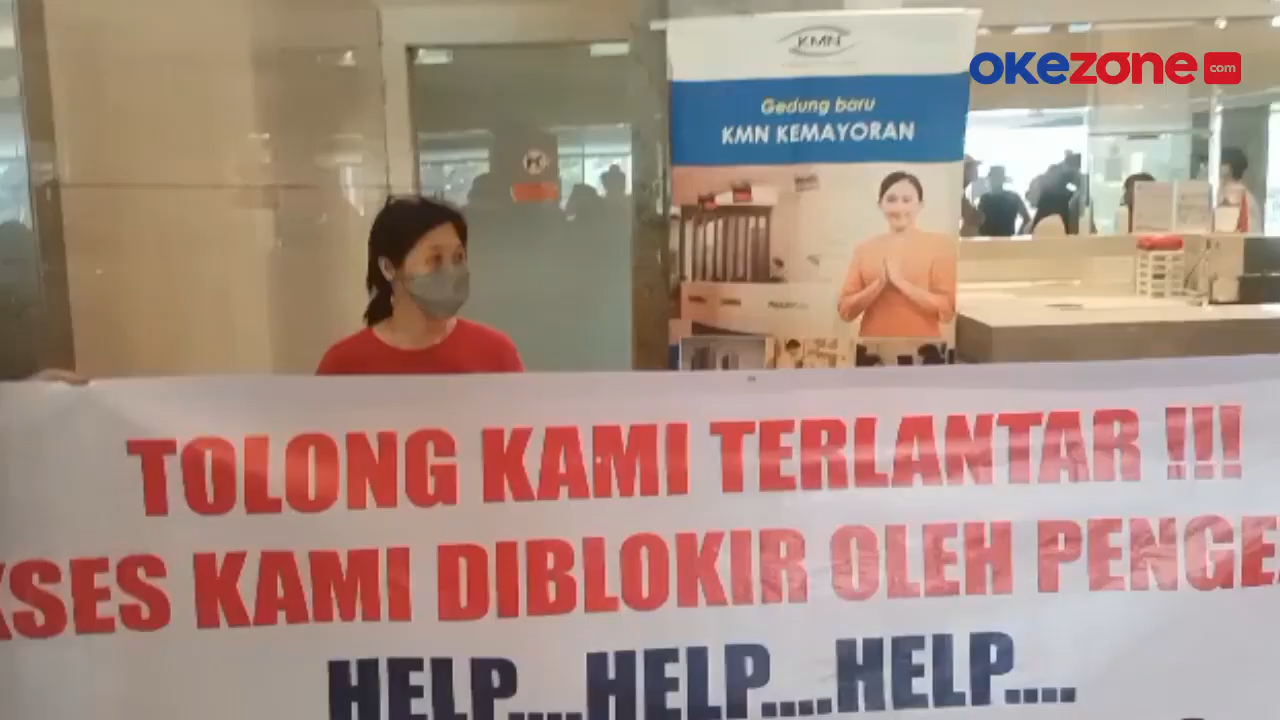 KMN
okezone.com
Gedung baru
KMN KEMAYORAN
TOLONG KAMI TERLANTAR !!!
KSES KAMI DIBLOKIR OLEH PENGE
HELP....HELP....HELP....